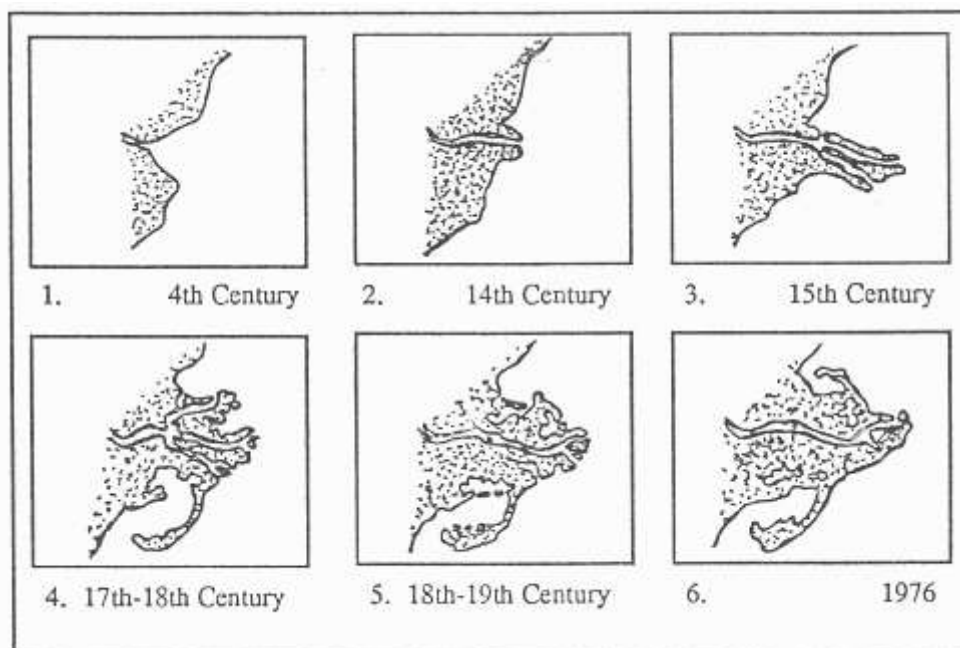 1. 4th Century
2. 14th Century
3. 15th Century
4. 17th-18th Century
5. 18th-19th Century
6. 1976